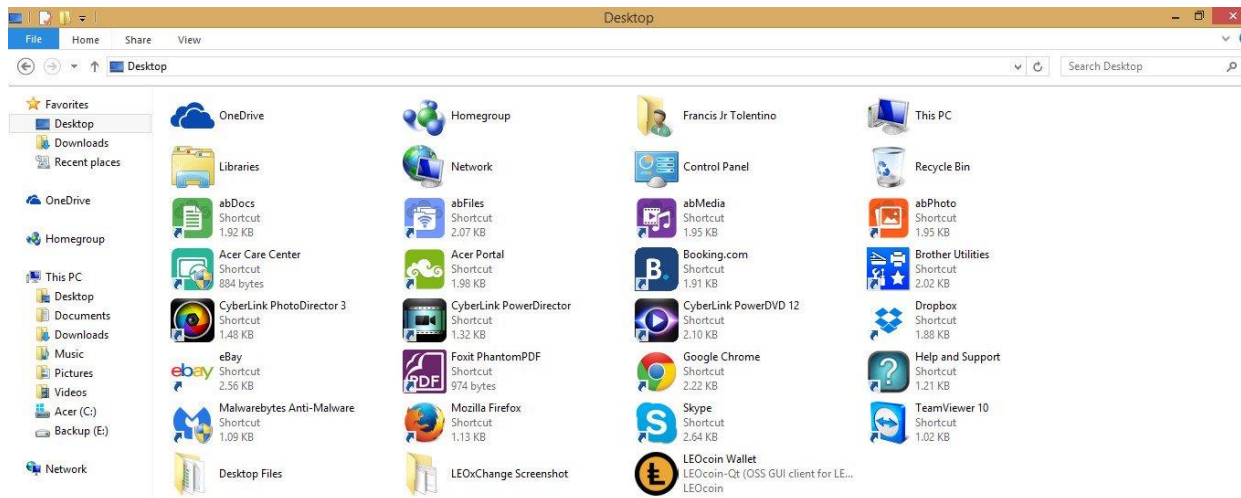 Desktop
File Home Share View
Desktop
Search Desktop
Favorites
Desktop
Downloads
Recent places
OneDrive
Homegroup
This PC
Desktop
Documents
Downloads
Music
Pictures
Videos
Acer (C:)
Backup (E:)
Network
OneDrive
Homegroup
Francis Jr Tolentino
This PC
Libraries
Network
Control Panel
Recycle Bin
abDocs
Shortcut
1.92 KB
abFiles
Shortcut
2.07 KB
abMedia
Shortcut
1.95 KB
abPhoto
Shortcut
1.95 KB
Acer Care Center
Shortcut
884 bytes
Acer Portal
Shortcut
1.98 KB
B.
Booking.com
Shortcut
1.91 KB
Brother Utilities
Shortcut
2.02 KB
CyberLink PhotoDirector 3
Shortcut
1.48 KB
CyberLink PowerDirector
Shortcut
1.32 KB
CyberLink PowerDVD 12
Shortcut
2.10 KB
Dropbox
Shortcut
1.88 KB
ebay
eBay
Shortcut
2.56 KB
PDF
Foxit PhantomPDF
Shortcut
974 bytes
Google Chrome
Shortcut
2.22 KB
?
Help and Support
Shortcut
1.21 KB
Malwarebytes Anti-Malware
Shortcut
1.09 KB
Mozilla Firefox
Shortcut
1.13 KB
S
Skype
Shortcut
2.64 KB
TeamViewer 10
Shortcut
1.02 KB
Desktop Files
LEOxChange Screenshot
LEOcoin Wallet
LEOcoin-Qt (OSS GUI client for LE...
LEOcoin